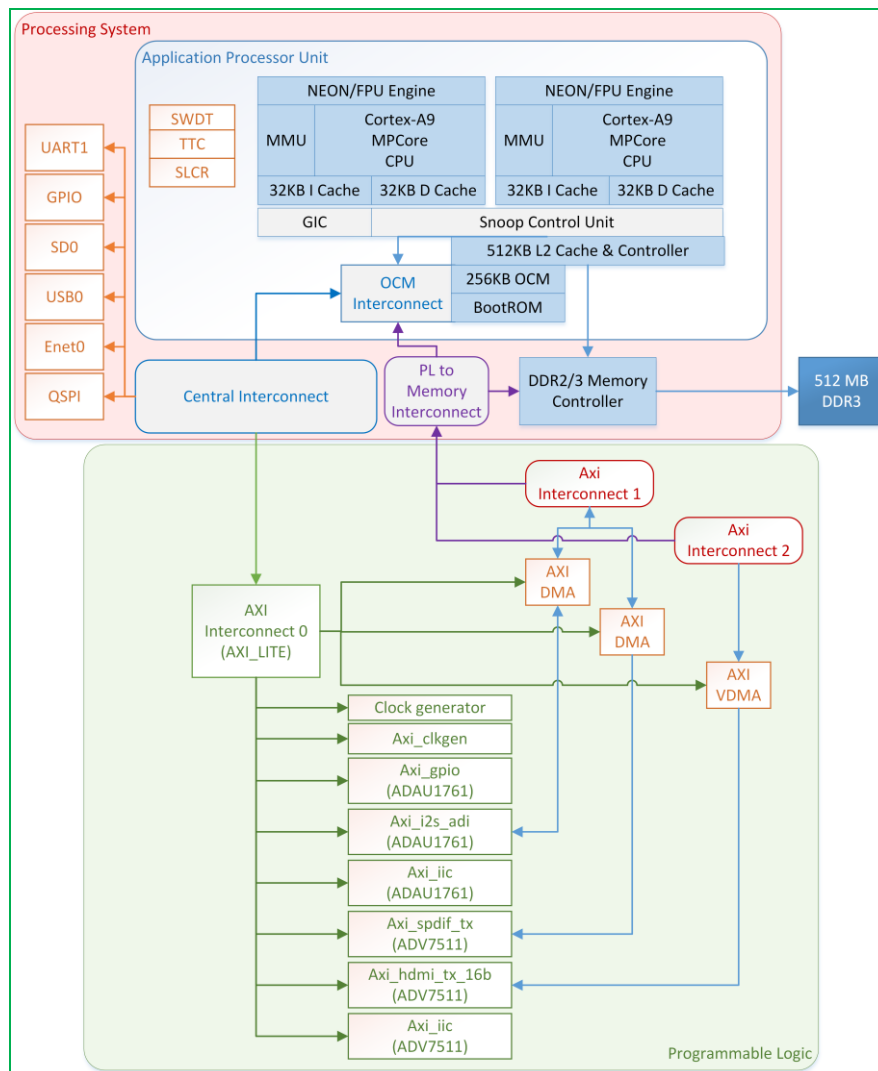 Processing System
Application Processor Unit
SWDT
TTC
SLCR
NEON/FPU Engine
MMU
Cortex-A9
MPCore
CPU
32KB I Cache
32KB D Cache
NEON/FPU Engine
MMU
Cortex-A9
MPCore
CPU
32KB I Cache
32KB D Cache
GIC
Snoop Control Unit
512KB L2 Cache & Controller
OCM
Interconnect
256KB OCM
BootROM
UART1
GPIO
SD0
USB0
Enet0
QSPI
Central Interconnect
PL to
Memory
Interconnect
DDR2/3 Memory
Controller
512 MB
DDR3
Axi
Interconnect 1
Axi
Interconnect 2
AXI
DMA
AXI
Interconnect 0
(AXI_LITE)
AXI
DMA
AXI
VDMA
Clock generator
Axi_clkgen
Axi_gpio
(ADAU1761)
Axi_i2s_adi
(ADAU1761)
Axi_iic
(ADAU1761)
Axi_spdif_tx
(ADV7511)
Axi_hdmi_tx_16b
(ADV7511)
Axi_iic
(ADV7511)
Programmable Logic